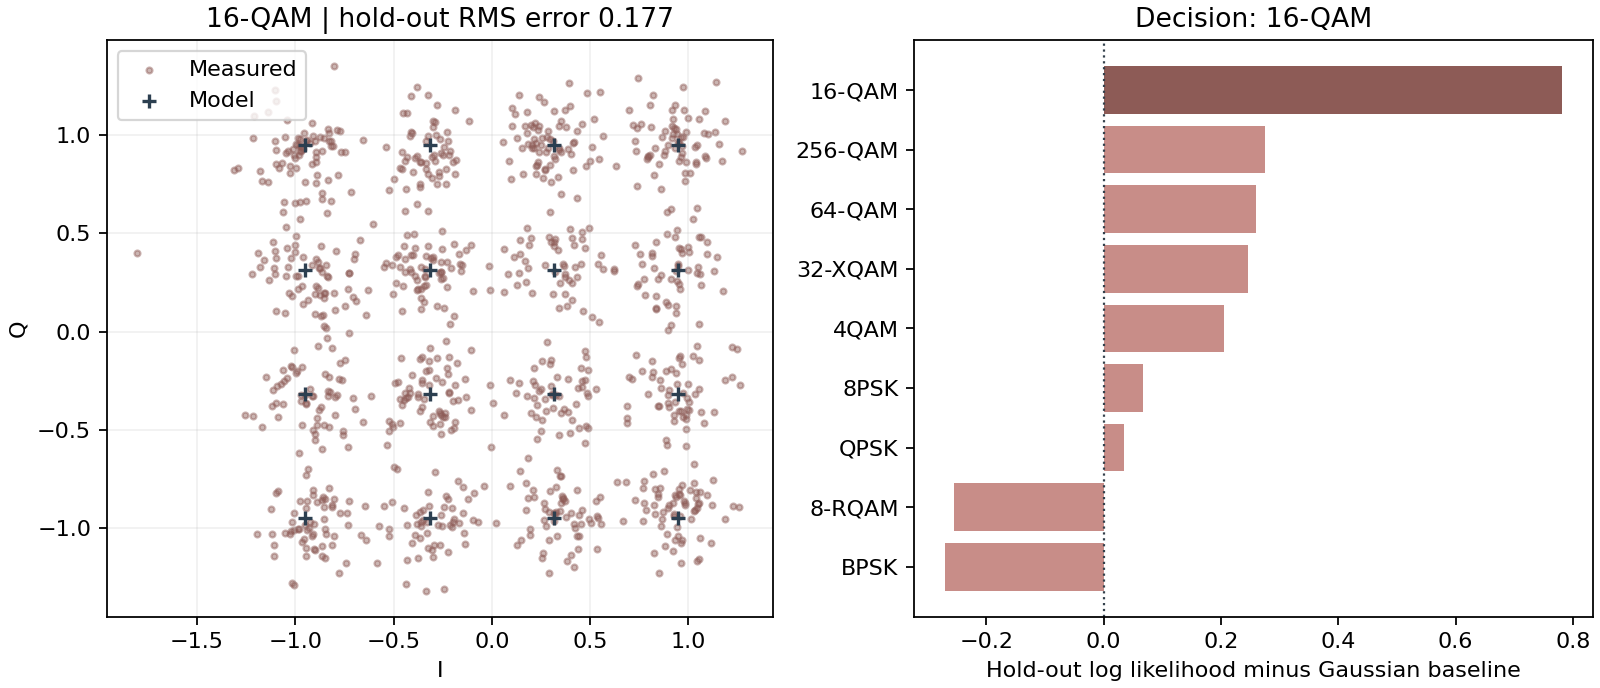 16-QAM | hold-out RMS error 0.177
Measured
Model
Q
1.0
0.5
0.0
−0.5
−1.0
−1.5
−1.0
−0.5
0.0
0.5
1.0
I
Decision: 16-QAM
16-QAM
256-QAM
64-QAM
32-XQAM
4QAM
8PSK
QPSK
8-RQAM
BPSK
−0.2
0.0
0.2
0.4
0.6
0.8
Hold-out log likelihood minus Gaussian baseline